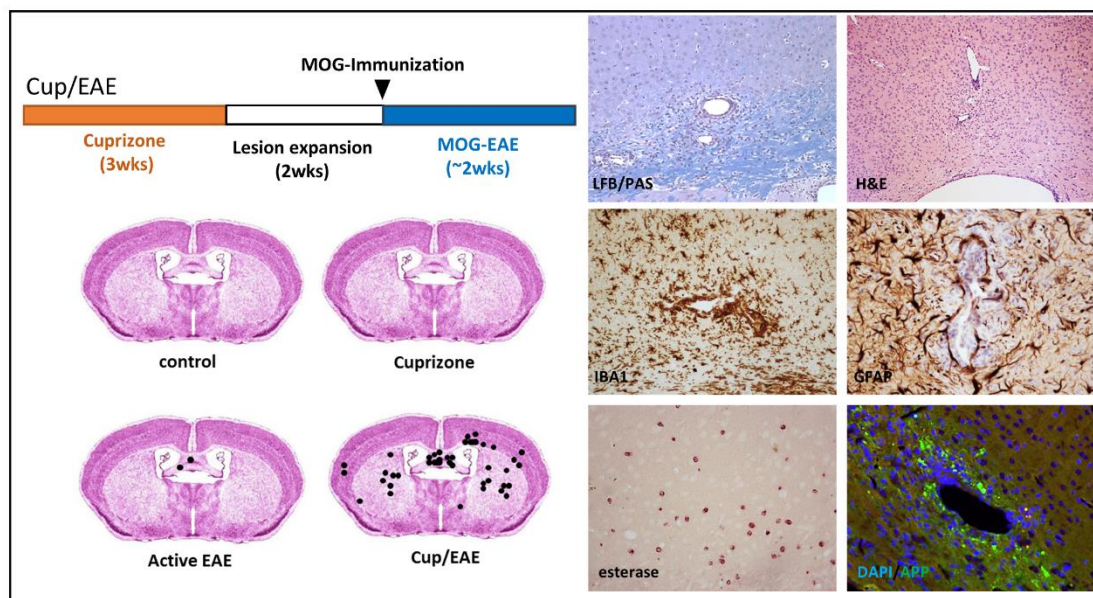 MOG-Immunization
Cup/EAE
Cuprizone
(3wks)
Lesion expansion
(2wks)
MOG-EAE
(~2wks)
control
Cuprizone
Active EAE
Cup/EAE
LFB/PAS
H&E
IBA1
GFAP
esterase
DAPI/APP